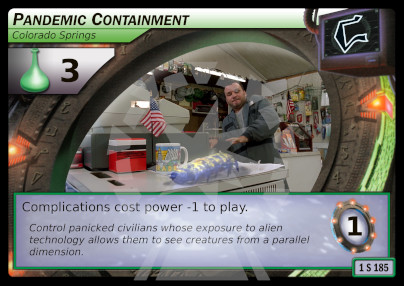 PANDEMIC CONTAINMENT
Colorado Springs
3
Complications cost power -1 to play.
Control panicked civilians whose exposure to alien
technology allows them to see creatures from a parallel
dimension.
1
1 S 185